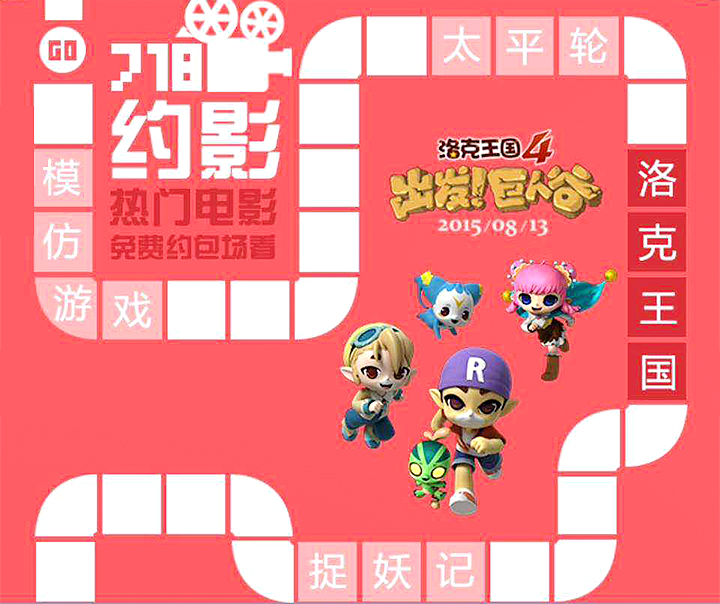 GO
718
约影
热门电影
免费约包场看
太平轮
洛克王国4
出发!巨人谷
2015/08/13
洛克王国
模仿
游戏
R
捉妖记